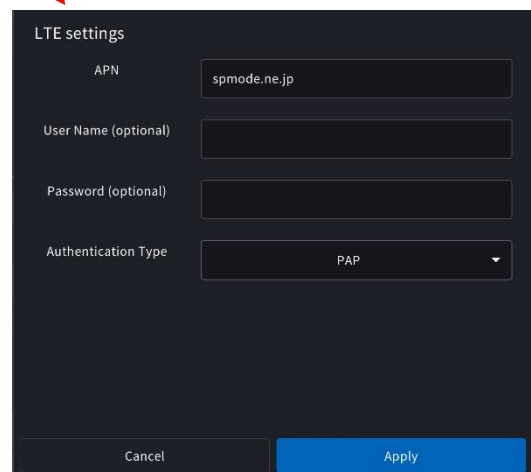 LTE settings
APN
spmode.ne.jp
User Name (optional)
Password (optional)
Authentication Type
PAP
Cancel
Apply